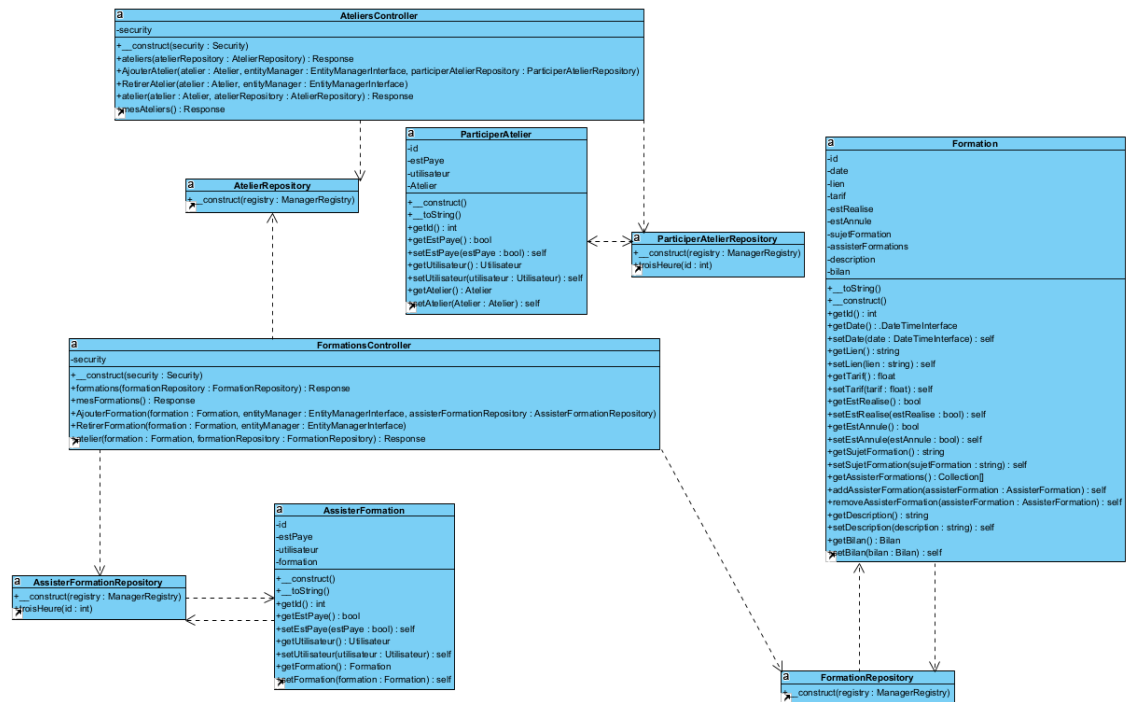 a
AteliersController
-security
+__construct(security : Security)
+ateliers(atelierRepository : AtelierRepository) : Response
+AjouterAtelier(atelier : Atelier, entityManager : EntityManagerInterface, participerAtelierRepository : ParticiperAtelierRepository)
+RetirerAtelier(atelier : Atelier, entityManager : EntityManagerInterface)
+atelier(atelier : Atelier, atelierRepository : AtelierRepository) : Response
+mesAteliers() : Response
a
ParticiperAtelier
-id
-estPaye
-utilisateur
-Atelier
+__construct()
+__toString()
+getId() : int
+getEstPaye() : bool
+setEstPaye(estPaye : bool) : self
+getUtilisateur() : Utilisateur
+setUtilisateur(utilisateur : Utilisateur) : self
+getAtelier() : Atelier
+setAtelier(Atelier : Atelier) : self
a
Formation
-id
-date
-lien
-tarif
-estRealise
-estAnnule
-sujetFormation
-assisterFormations
-description
-bilan
+__toString()
+__construct()
+getId() : int
+getDate() : .DateTimeInterface
+setDate(date : DateTimeInterface) : self
+getLien() : string
+setLien(lien : string) : self
+getTarif() : float
+setTarif(tarif : float) : self
+getEstRealise() : bool
+setEstRealise(estRealise : bool) : self
+getEstAnnule() : bool
+setEstAnnule(estAnnule : bool) : self
+getSujetFormation() : string
+setSujetFormation(sujetFormation : string) : self
+getAssisterFormations() : Collection[]
+addAssisterFormation(assisterFormation : AssisterFormation) : self
+removeAssisterFormation(assisterFormation : AssisterFormation) : self
+getDescription() : string
+setDescription(description : string) : self
+getBilan() : Bilan
+setBilan(bilan : Bilan) : self
a
AtelierRepository
+__construct(registry : ManagerRegistry)
a
ParticiperAtelierRepository
+__construct(registry : ManagerRegistry)
+troisHeure(id : int)
a
FormationsController
-security
+__construct(security : Security)
+formations(formationRepository : FormationRepository) : Response
+mesFormations() : Response
+AjouterFormation(formation : Formation, entityManager : EntityManagerInterface, assisterFormationRepository : AssisterFormationRepository)
+RetirerFormation(formation : Formation, entityManager : EntityManagerInterface)
+atelier(formation : Formation, formationRepository : FormationRepository) : Response
a
AssisterFormation
-id
-estPaye
-utilisateur
-formation
+__construct()
+__toString()
+getId() : int
+getEstPaye() : bool
+setEstPaye(estPaye : bool) : self
+getUtilisateur() : Utilisateur
+setUtilisateur(utilisateur : Utilisateur) : self
+getFormation() : Formation
+setFormation(formation : Formation) : self
a
AssisterFormationRepository
+__construct(registry : ManagerRegistry)
+troisHeure(id : int)
a
FormationRepository
+__construct(registry : ManagerRegistry)